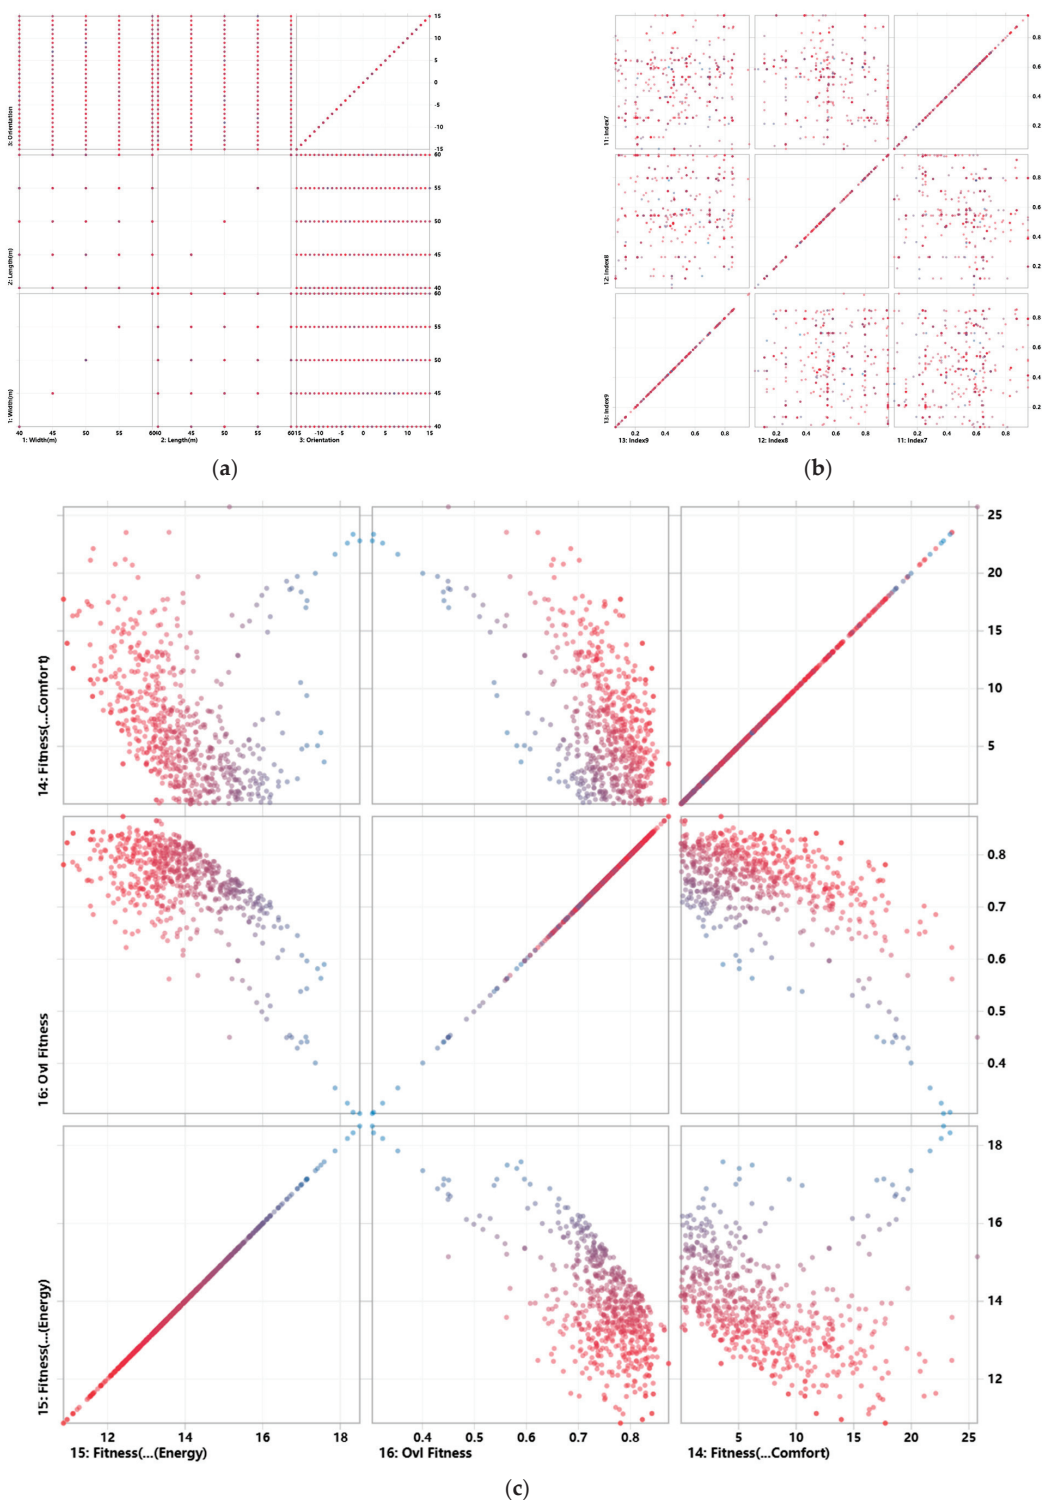 3: Orientation
15
10
5
0
-5
-10
-15
2: Length(m)
60
55
50
45
40
1: Width(m)
60
55
50
45
40
40 45 50 55 60 40 45 50 55 60 -15 -10 -5 0 5 10 15
1: Width(m) 2: Length(m) 3: Orientation
(a)
11: Index7
0.8
0.6
0.4
0.2
12: Index8
0.8
0.6
0.4
0.2
13: Index9
0.8
0.6
0.4
0.2
0.2 0.4 0.6 0.8 0.2 0.4 0.6 0.8 0.2 0.4 0.6 0.8
13: Index9 12: Index8 11: Index7
(b)
14: Fitness(...Comfort)
25
20
15
10
5
16: Ovl Fitness
0.8
0.7
0.6
0.5
0.4
15: Fitness(...(Energy)
18
16
14
12
12 14 16 18 0.4 0.5 0.6 0.7 0.8 5 10 15 20 25
15: Fitness(...(Energy) 16: Ovl Fitness 14: Fitness(...Comfort)
(c)